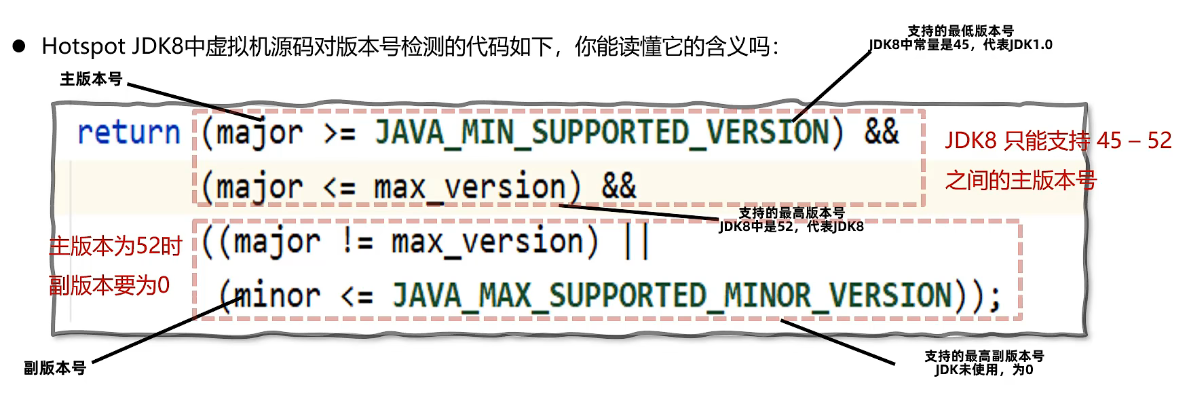 ● Hotspot JDK8中虚拟机源码对版本号检测的代码如下，你能读懂它的含义吗：
支持的最低版本号
JDK8中常量是45，代表JDK1.0
主版本号
return (major >= JAVA_MIN_SUPPORTED_VERSION) &&
(major <= max_version) &&
JDK8 只能支持 45 – 52
之间的主版本号
支持的最高版本号
JDK8中是52，代表JDK8
主版本为52时
副版本要为0
((major != max_version) ||
(minor <= JAVA_MAX_SUPPORTED_MINOR_VERSION));
副版本号
支持的最高副版本号
JDK未使用，为0